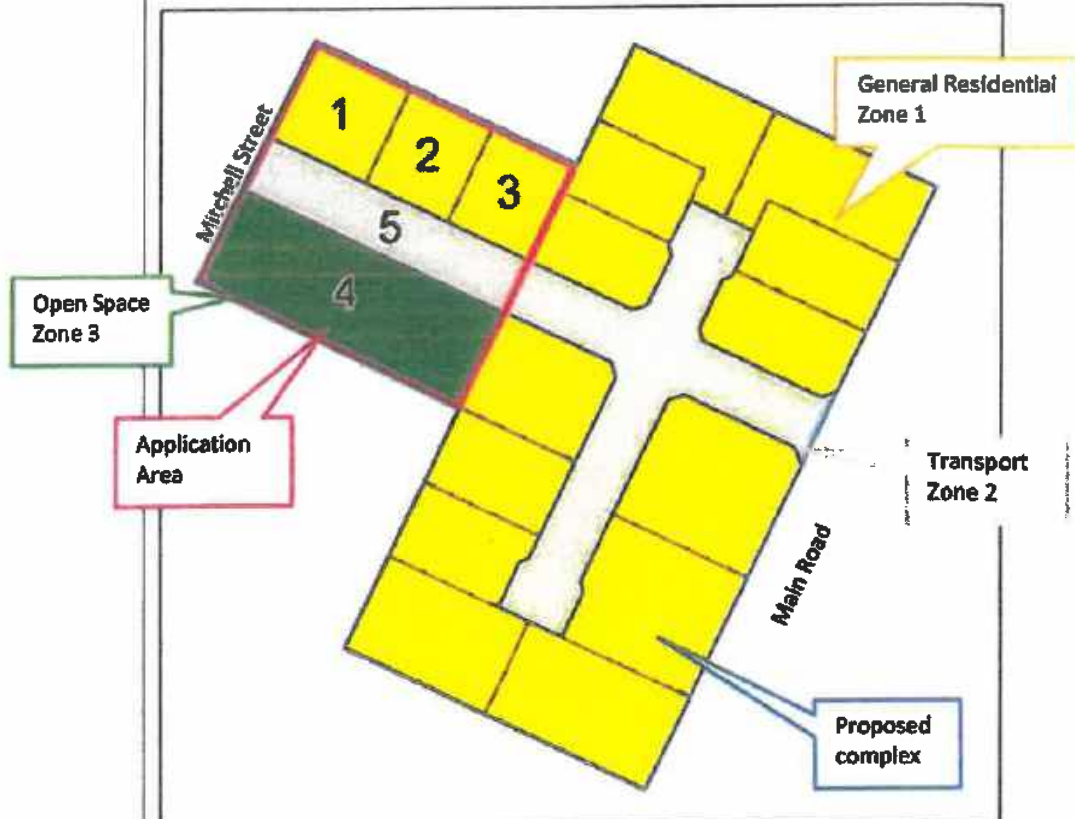 General Residential
Zone 1
Mitchell Street
1
2
3
5
4
Open Space
Zone 3
Application
Area
Transport
Zone 2
Main Road
Proposed
complex